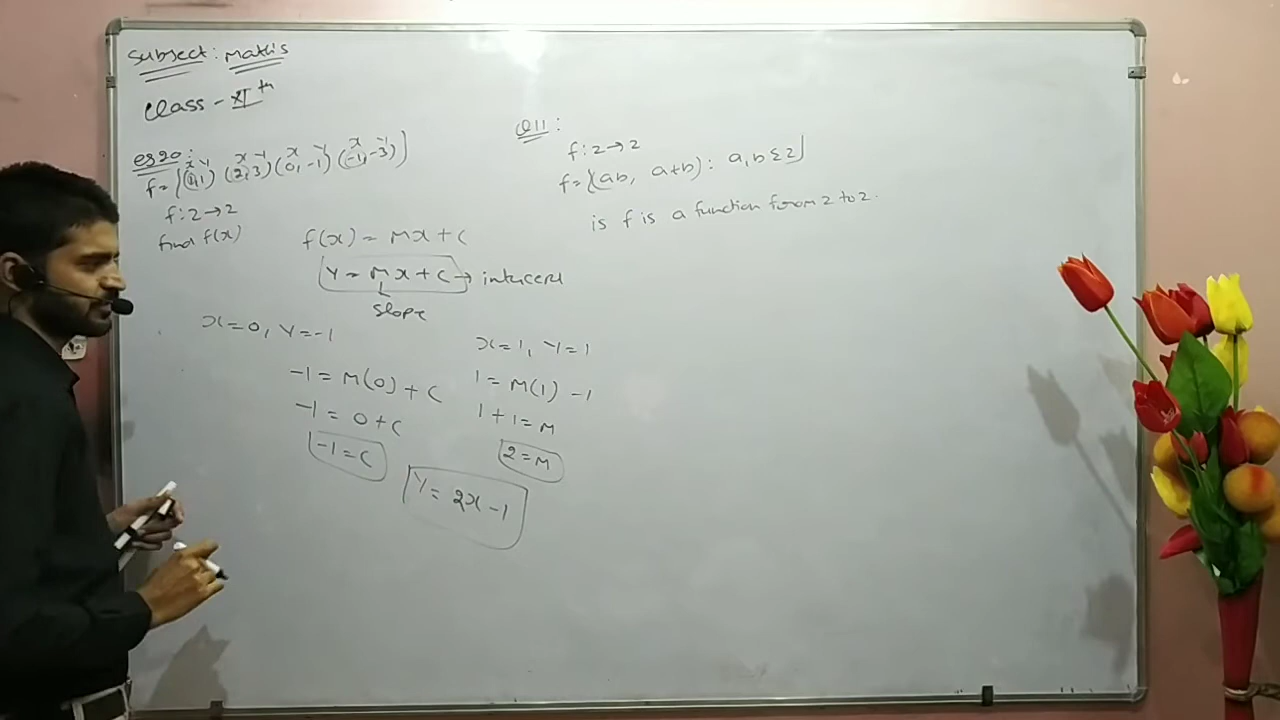 Subject: Maths
Class - XI th
eg 20:
x y x y x y x y
f = {(1,1) (2,3) (0,-1) (-1,-3)}
f: z → z
find f(x)
f(x) = Mx + c
Y = Mx + c → intercept
slope
x = 0, Y = -1
-1 = M(0) + c
-1 = 0 + c
-1 = c
x = 1, Y = 1
1 = M(1) - 1
1 + 1 = M
2 = M
Y = 2x - 1
Q11:
f: z → z
f = {(ab, a+b) : a, b ∈ z}
is f is a function from z to z.